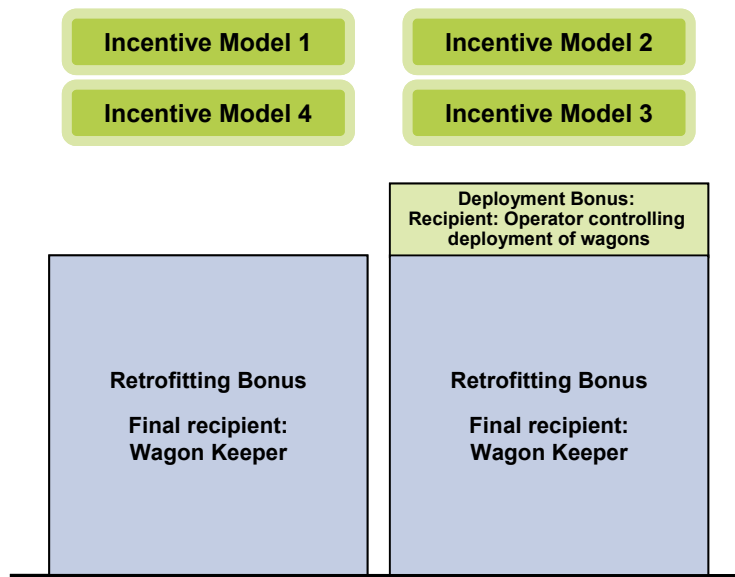 Incentive Model 1
Incentive Model 2
Incentive Model 4
Incentive Model 3
Deployment Bonus:
Recipient: Operator controlling
deployment of wagons
Retrofitting Bonus
Final recipient:
Wagon Keeper
Retrofitting Bonus
Final recipient:
Wagon Keeper